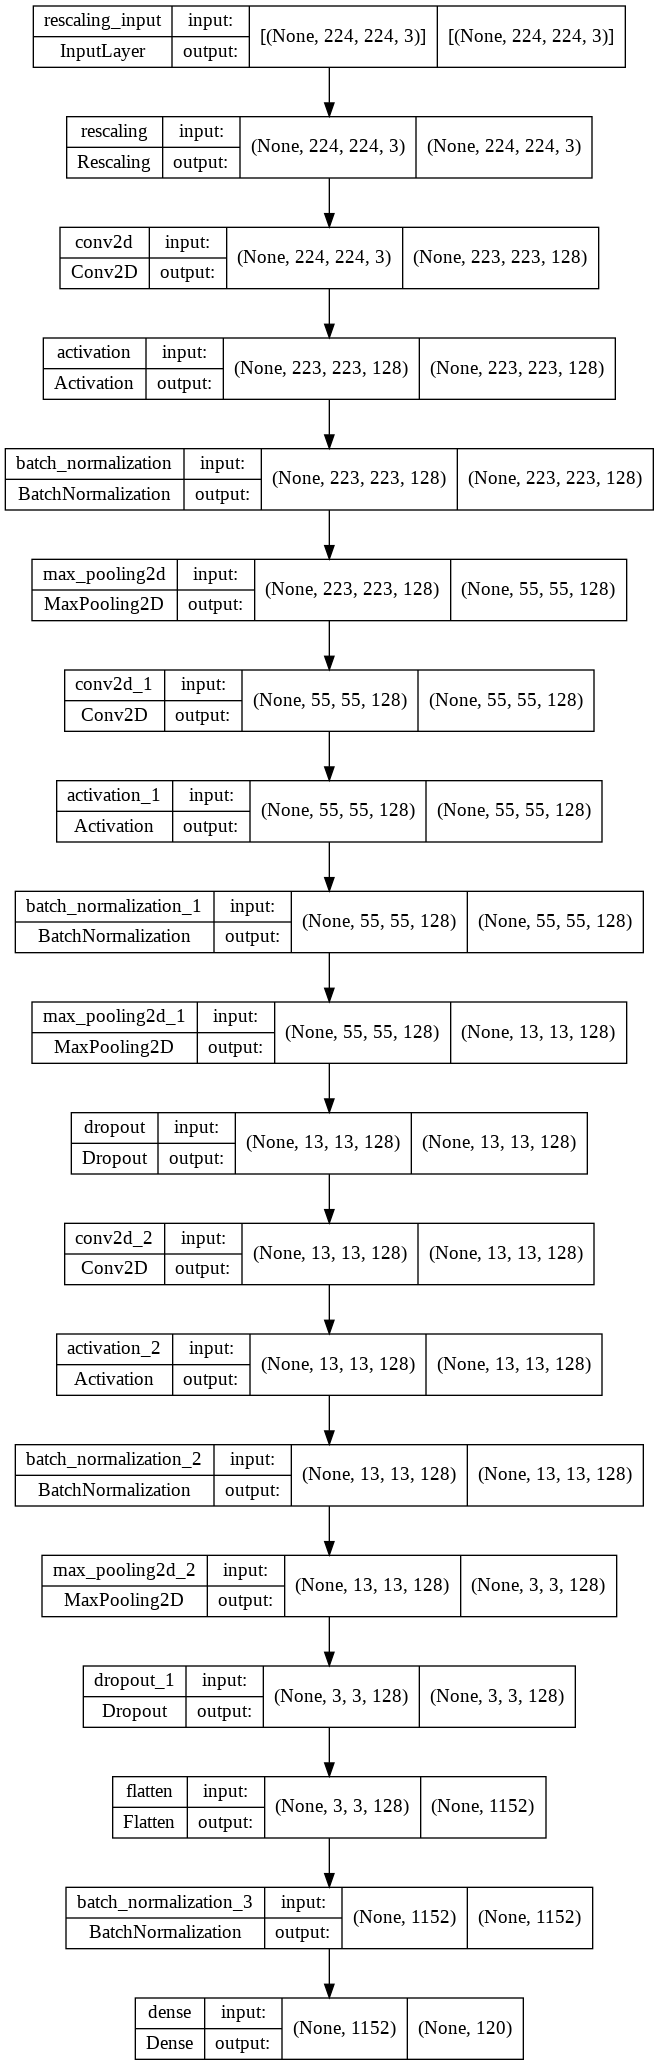 rescaling_input input: [(None, 224, 224, 3)] [(None, 224, 224, 3)]
InputLayer output:
rescaling input: (None, 224, 224, 3) (None, 224, 224, 3)
Rescaling output:
conv2d input: (None, 224, 224, 3) (None, 223, 223, 128)
Conv2D output:
activation input: (None, 223, 223, 128) (None, 223, 223, 128)
Activation output:
batch_normalization input: (None, 223, 223, 128) (None, 223, 223, 128)
BatchNormalization output:
max_pooling2d input: (None, 223, 223, 128) (None, 55, 55, 128)
MaxPooling2D output:
conv2d_1 input: (None, 55, 55, 128) (None, 55, 55, 128)
Conv2D output:
activation_1 input: (None, 55, 55, 128) (None, 55, 55, 128)
Activation output:
batch_normalization_1 input: (None, 55, 55, 128) (None, 55, 55, 128)
BatchNormalization output:
max_pooling2d_1 input: (None, 55, 55, 128) (None, 13, 13, 128)
MaxPooling2D output:
dropout input: (None, 13, 13, 128) (None, 13, 13, 128)
Dropout output:
conv2d_2 input: (None, 13, 13, 128) (None, 13, 13, 128)
Conv2D output:
activation_2 input: (None, 13, 13, 128) (None, 13, 13, 128)
Activation output:
batch_normalization_2 input: (None, 13, 13, 128) (None, 13, 13, 128)
BatchNormalization output:
max_pooling2d_2 input: (None, 13, 13, 128) (None, 3, 3, 128)
MaxPooling2D output:
dropout_1 input: (None, 3, 3, 128) (None, 3, 3, 128)
Dropout output:
flatten input: (None, 3, 3, 128) (None, 1152)
Flatten output:
batch_normalization_3 input: (None, 1152) (None, 1152)
BatchNormalization output:
dense input: (None, 1152) (None, 120)
Dense output: